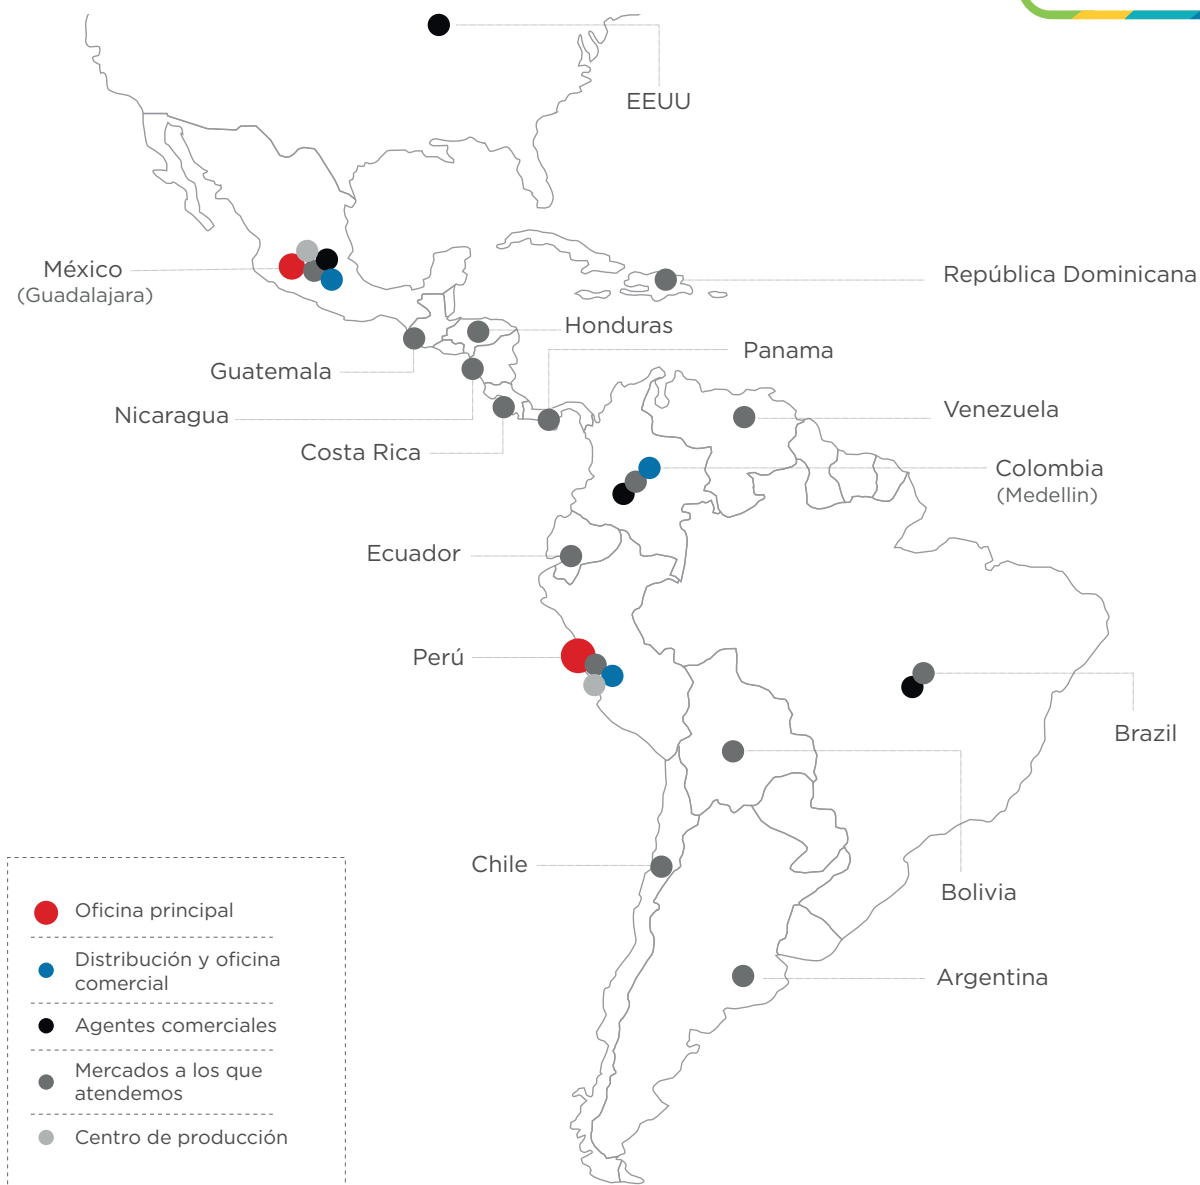 EEUU
México
(Guadalajara)
República Dominicana
Honduras
Panama
Guatemala
Nicaragua
Venezuela
Costa Rica
Colombia
(Medellin)
Ecuador
Perú
Brazil
Chile
Bolivia
Argentina
Oficina principal
Distribución y oficina
comercial
Agentes comerciales
Mercados a los que
atendemos
Centro de producción